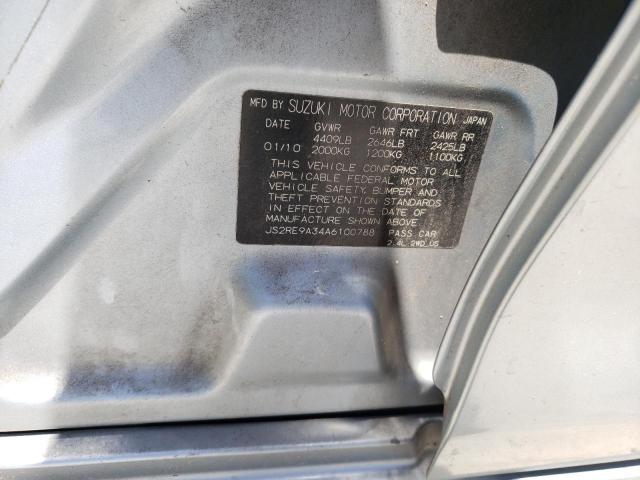 MFD BY SUZUKI MOTOR CORPORATION JAPAN
DATE GVWR GAWR FRT GAWR RR
4409LB 2646LB 2425LB
01/10 2000KG 1200KG 1100KG
THIS VEHICLE CONFORMS TO ALL
APPLICABLE FEDERAL MOTOR
VEHICLE SAFETY, BUMPER AND
THEFT PREVENTION STANDARDS
IN EFFECT ON THE DATE OF
MANUFACTURE SHOWN ABOVE
JS2RE9A34A6100788 PASS CAR
2.4L 2WD US